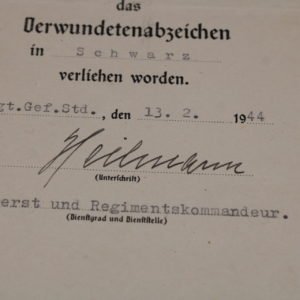 das
Verwundetenabzeichen
in Schwarz
verliehen worden.
gt.Gef.Std., den 13. 2. 1944
Heilmann
(Unterschrift)
erst und Regimentskommandeur.
(Dienstgrad und Dienststelle)